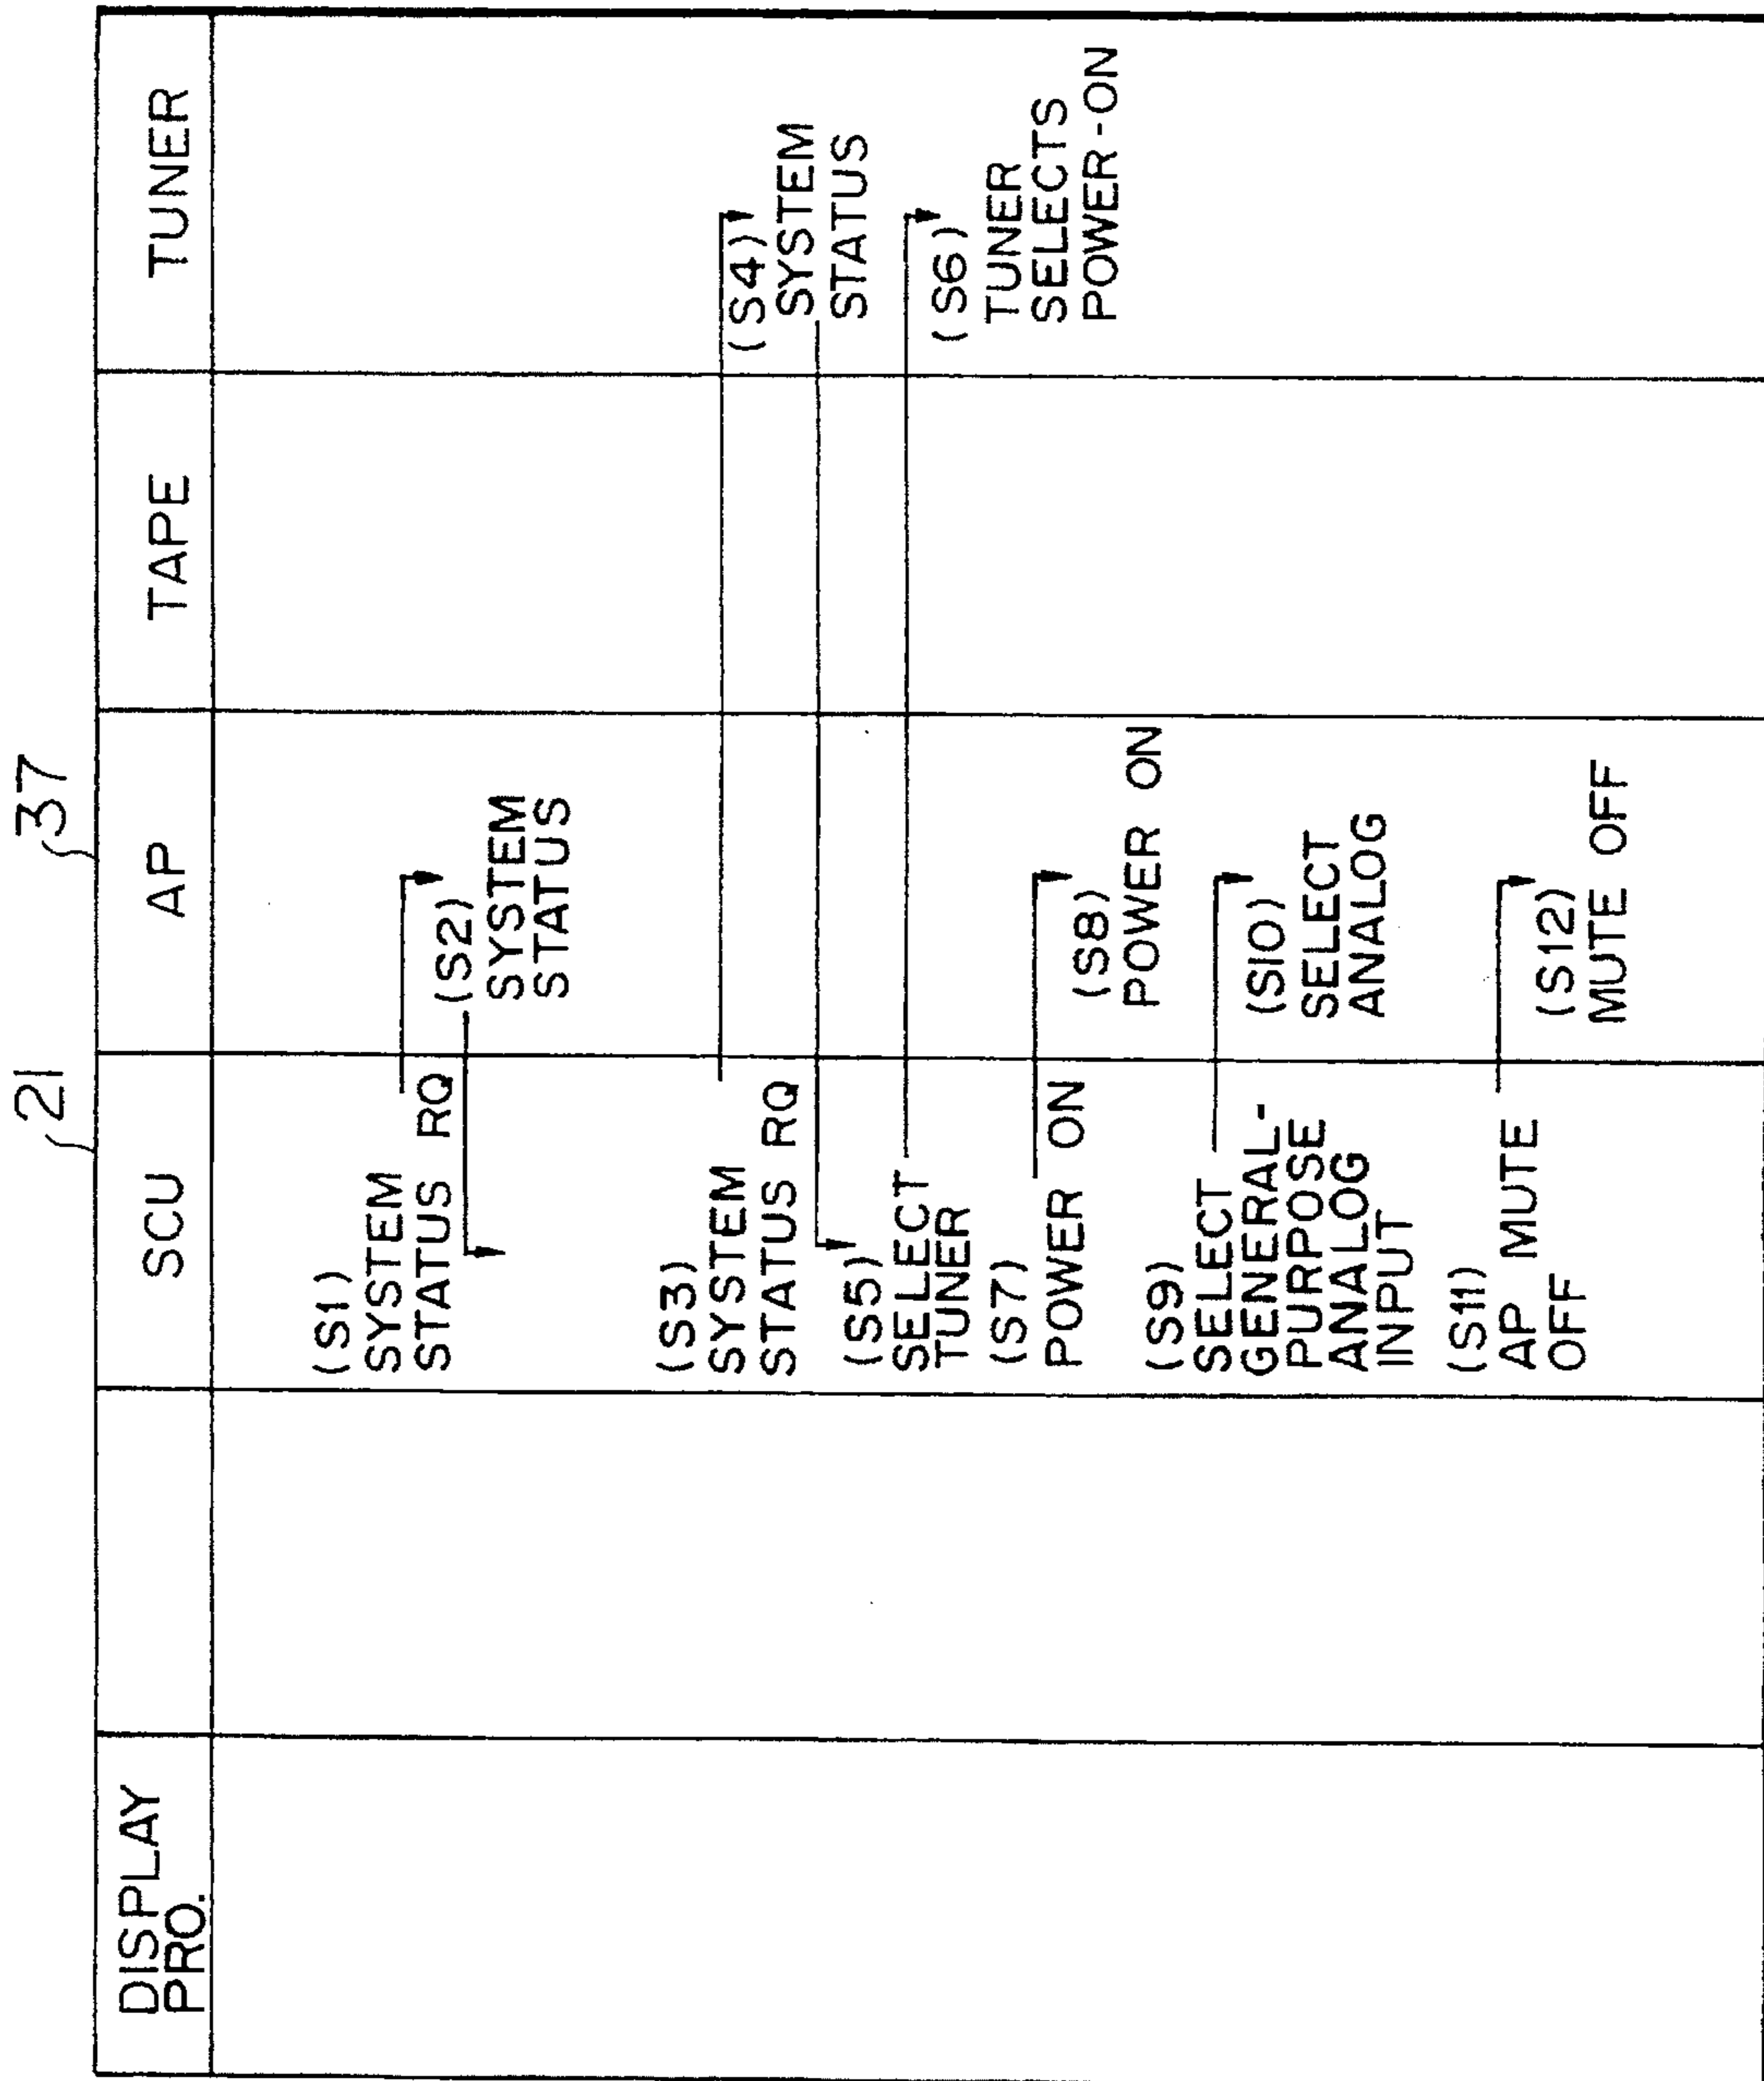 21
37
DISPLAY
PRO.
SCU
AP
TAPE
TUNER
(S1)
SYSTEM
STATUS RQ
(S2)
SYSTEM
STATUS
(S3)
SYSTEM
STATUS RQ
(S4)
SYSTEM
STATUS
(S5)
SELECT
TUNER
(S6)
TUNER
SELECTS
POWER-ON
(S7)
POWER ON
(S8)
POWER ON
(S9)
SELECT
GENERAL-
PURPOSE
ANALOG
INPUT
(S10)
SELECT
ANALOG
(S11)
AP MUTE
OFF
(S12)
MUTE OFF